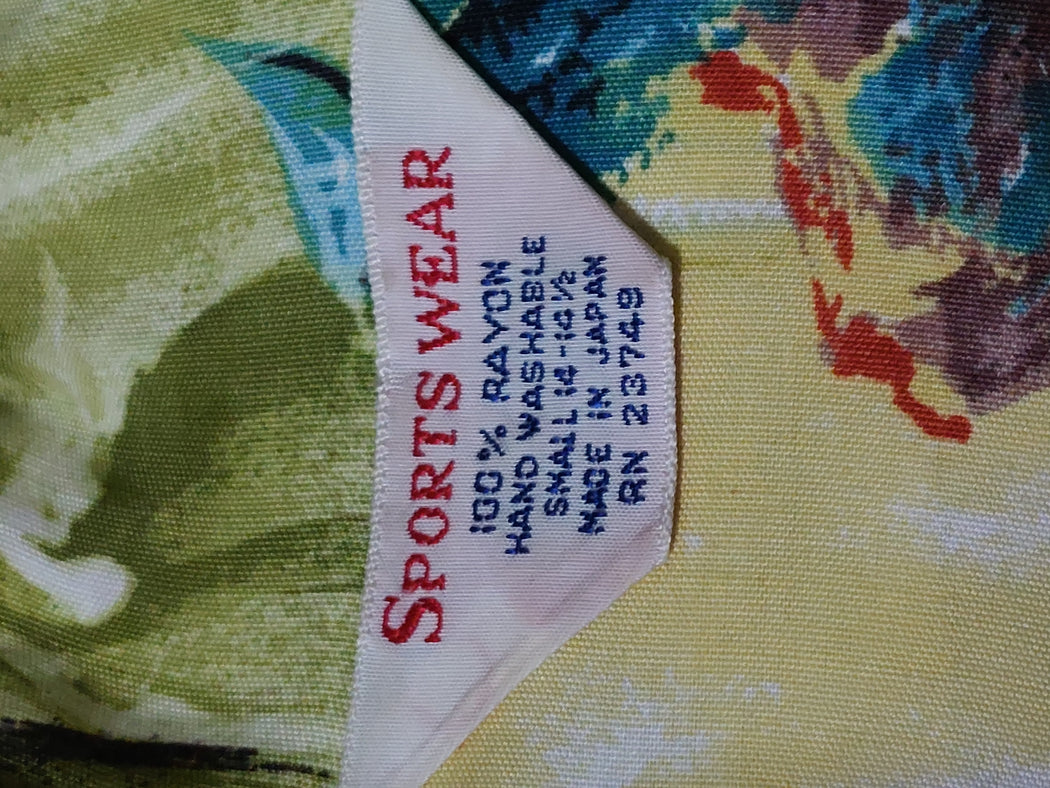 SPORTS WEAR
100% RAYON
HAND WASHABLE
SMALL 14-14½
MADE IN JAPAN
RN 23749